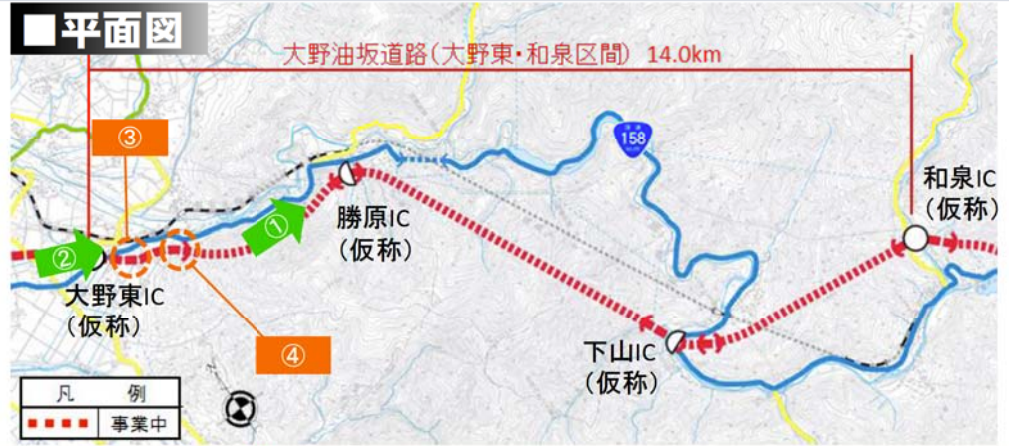 ■平面図
大野油坂道路(大野東・和泉区間) 14.0km
③
158
和泉IC
(仮称)
勝原IC
(仮称)
①
②
大野東IC
(仮称)
④
下山IC
(仮称)
凡 例
事業中